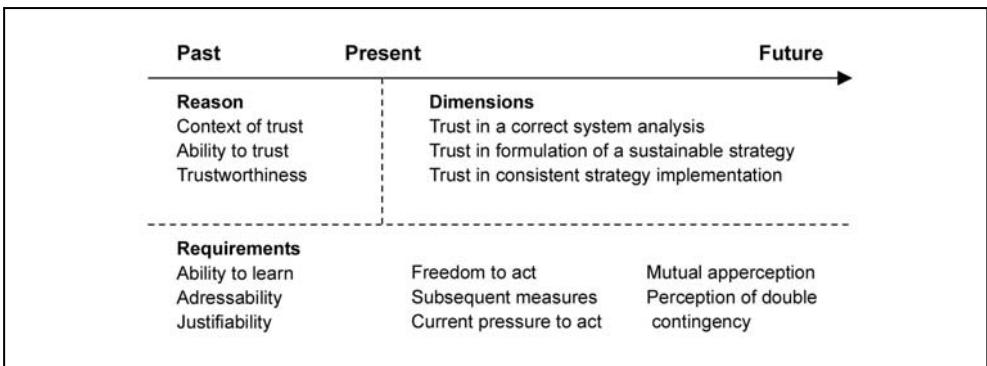 Past Present Future
Reason
Context of trust
Ability to trust
Trustworthiness
Dimensions
Trust in a correct system analysis
Trust in formulation of a sustainable strategy
Trust in consistent strategy implementation
Requirements
Ability to learn
Adressability
Justifiability
Freedom to act
Subsequent measures
Current pressure to act
Mutual apperception
Perception of double
contingency